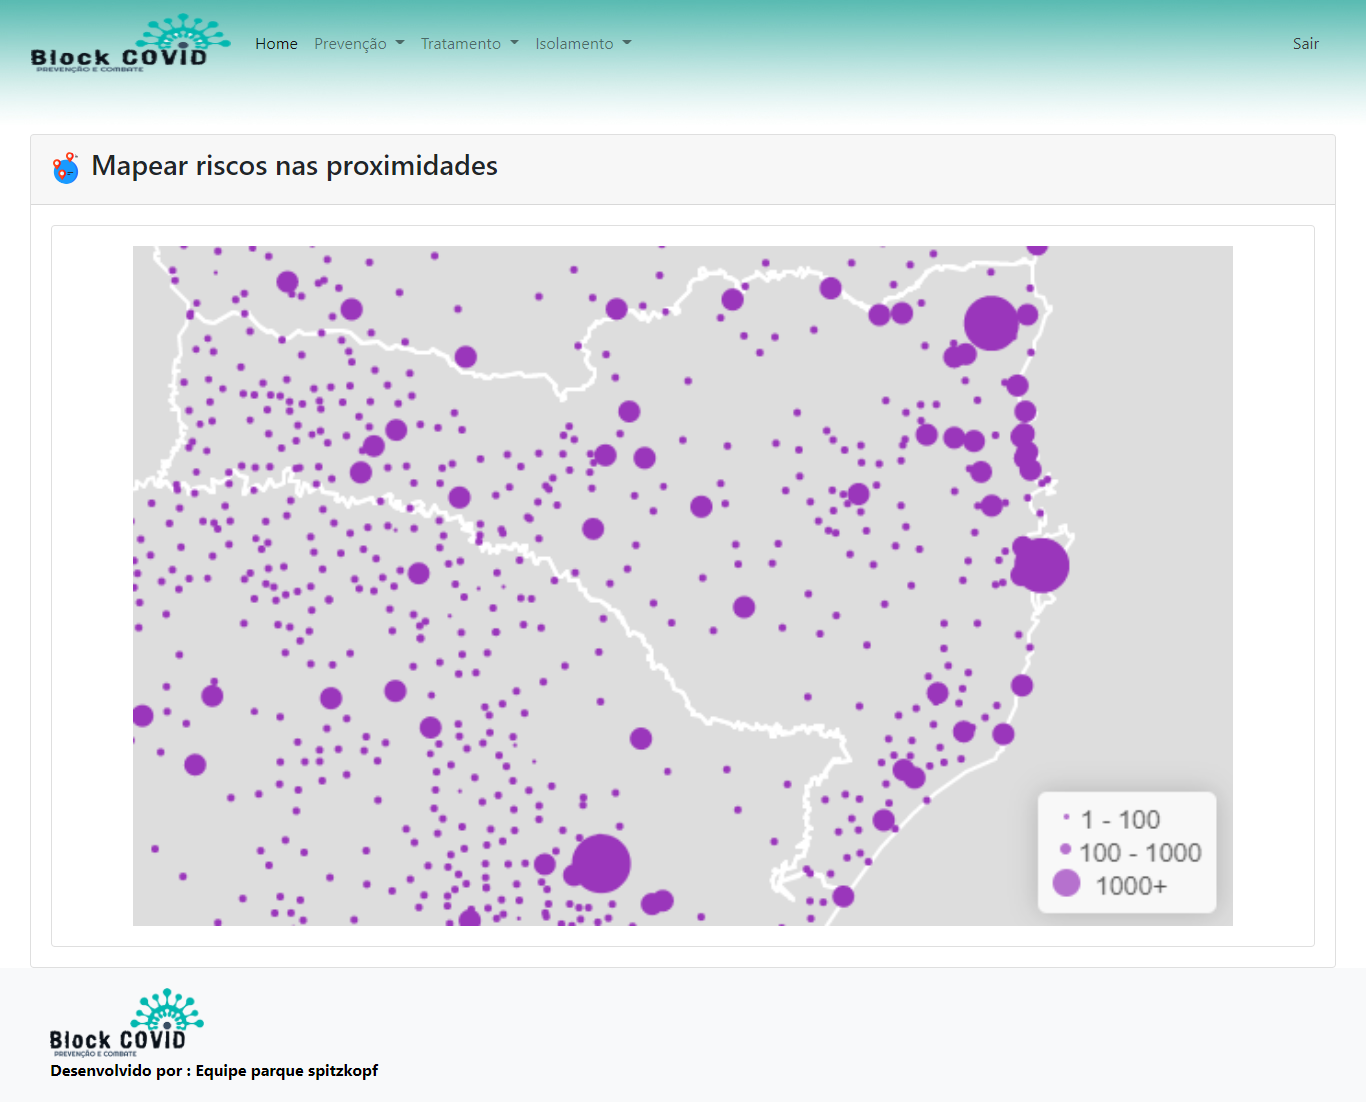 Block COVID
PREVENÇÃO E COMBATE
Home Prevenção Tratamento Isolamento Sair
Mapear riscos nas proximidades
1 - 100
100 - 1000
1000+
Block COVID
PREVENÇÃO E COMBATE
Desenvolvido por : Equipe parque spitzkopf